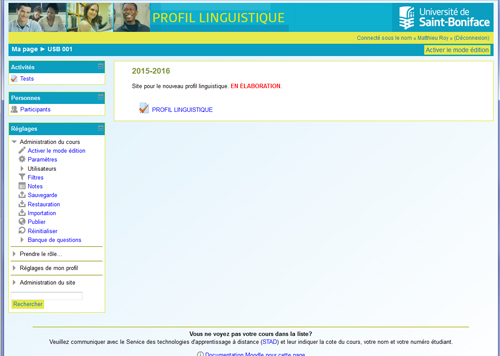 PROFIL LINGUISTIQUE
Université de
Saint-Boniface
Connecté sous le nom « Matthieu Roy » (Déconnexion)
Ma page ► USB 001
Activer le mode édition
Activités
Tests
Personnes
Participants
Réglages
Administration du cours
Activer le mode édition
Paramètres
Utilisateurs
Filtres
Notes
Sauvegarde
Restauration
Importation
Publier
Réinitialiser
Banque de questions
Prendre le rôle...
Réglages de mon profil
Administration du site
Rechercher
2015-2016
Site pour le nouveau profil linguistique. EN ÉLABORATION.
PROFIL LINGUISTIQUE
Vous ne voyez pas votre cours dans la liste?
Veuillez communiquer avec le Service des technologies d'apprentissage à distance (STAD) et leur indiquer la cote du cours, votre nom et votre numéro étudiant.
Documentation Moodle pour cette page